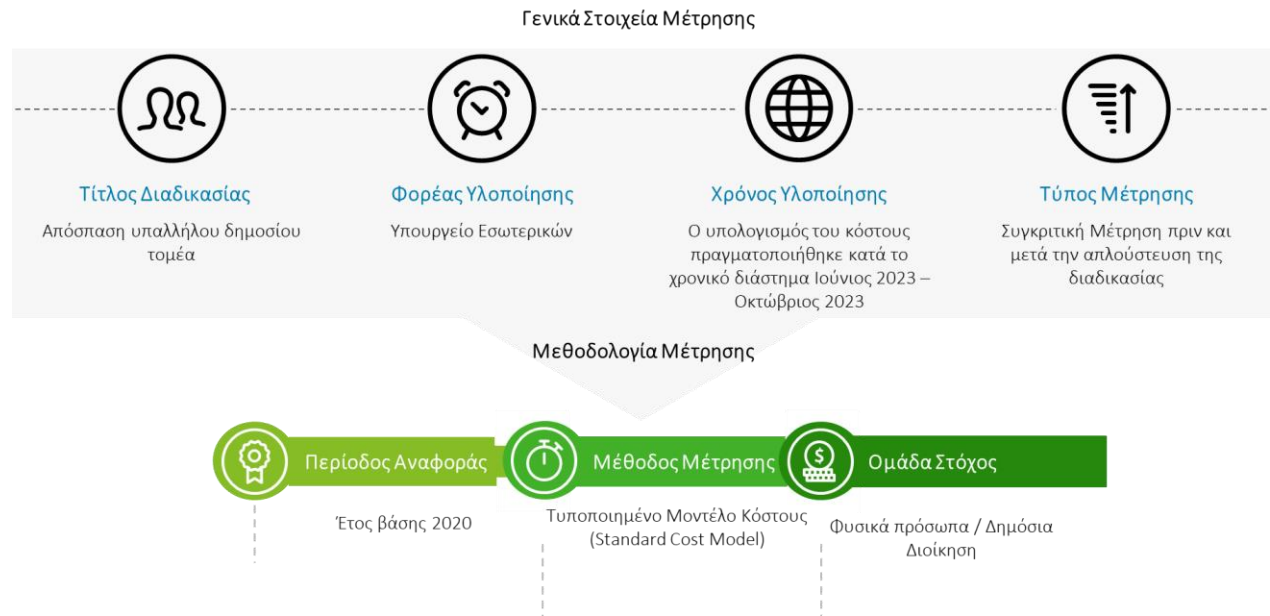 Γενικά Στοιχεία Μέτρησης
Τίτλος Διαδικασίας
Απόσπαση υπαλλήλου δημοσίου
τομέα
Φορέας Υλοποίησης
Υπουργείο Εσωτερικών
Χρόνος Υλοποίησης
Ο υπολογισμός του κόστους
πραγματοποιήθηκε κατά το
χρονικό διάστημα Ιούνιος 2023 –
Οκτώβριος 2023
Τύπος Μέτρησης
Συγκριτική Μέτρηση πριν και
μετά την απλούστευση της
διαδικασίας
Μεθοδολογία Μέτρησης
Περίοδος Αναφοράς
Έτος βάσης 2020
Μέθοδος Μέτρησης
Τυποποιημένο Μοντέλο Κόστους
(Standard Cost Model)
$
Ομάδα Στόχος
Φυσικά πρόσωπα / Δημόσια
Διοίκηση